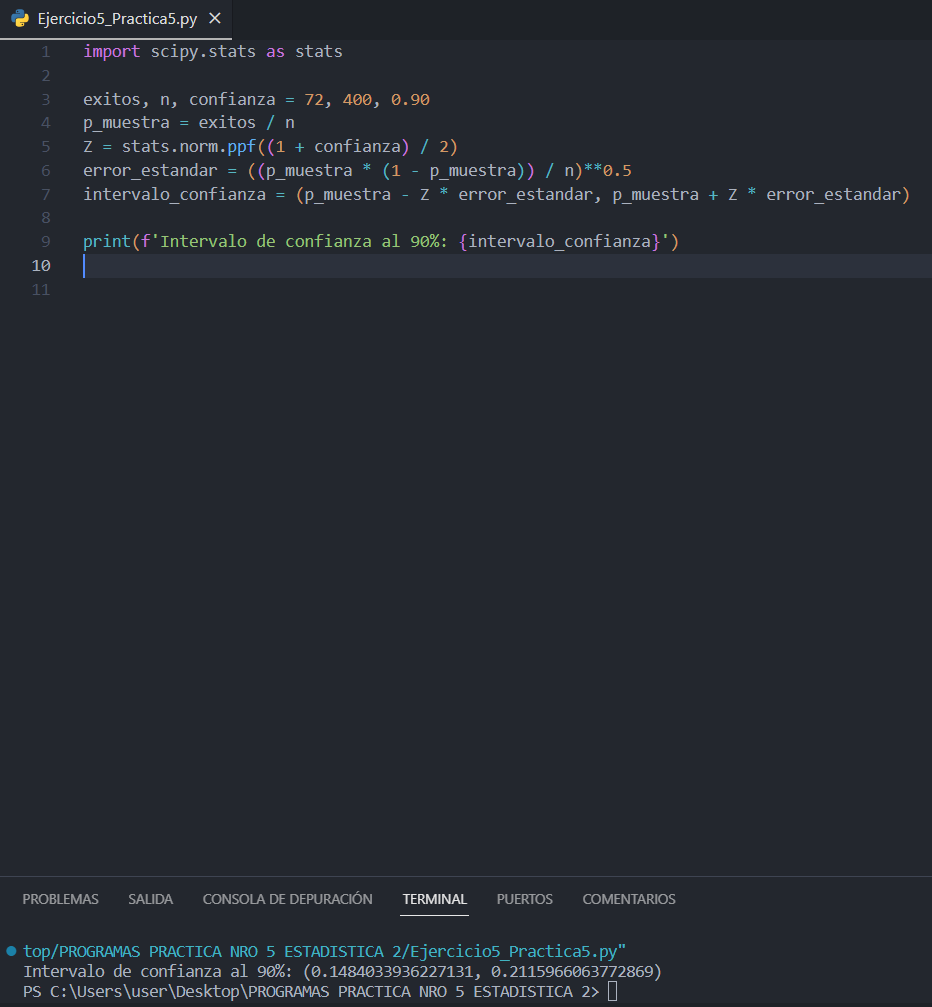 Ejercicio5_Practica5.py ×
1 import scipy.stats as stats
2
3 exitos, n, confianza = 72, 400, 0.90
4 p_muestra = exitos / n
5 Z = stats.norm.ppf((1 + confianza) / 2)
6 error_estandar = ((p_muestra * (1 - p_muestra)) / n)**0.5
7 intervalo_confianza = (p_muestra - Z * error_estandar, p_muestra + Z * error_estandar)
8
9 print(f'Intervalo de confianza al 90%: {intervalo_confianza}')
10
11
PROBLEMAS SALIDA CONSOLA DE DEPURACIÓN TERMINAL PUERTOS COMENTARIOS
top/PROGRAMAS PRACTICA NRO 5 ESTADISTICA 2/Ejercicio5_Practica5.py"
Intervalo de confianza al 90%: (0.1484033936227131, 0.2115966063772869)
PS C:\Users\user\Desktop\PROGRAMAS PRACTICA NRO 5 ESTADISTICA 2>